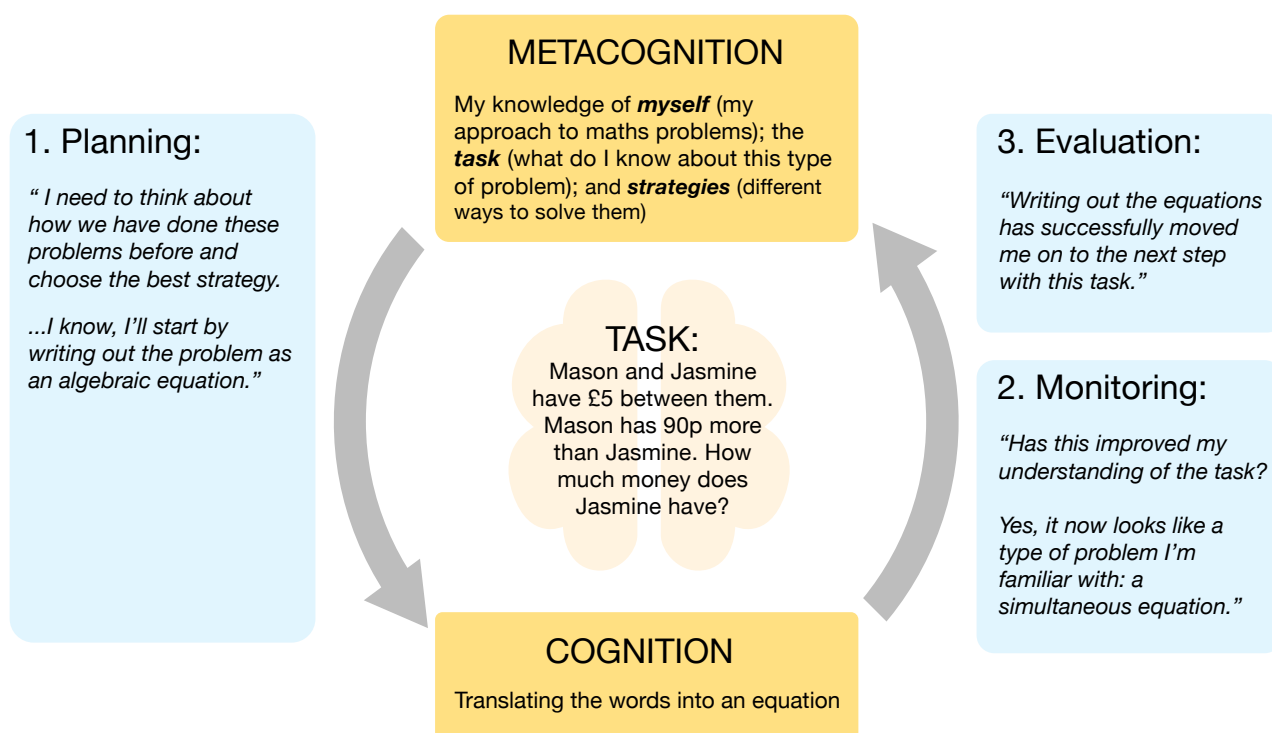 METACOGNITION
My knowledge of myself (my
approach to maths problems); the
task (what do I know about this type
of problem); and strategies (different
ways to solve them)
1. Planning:
“ I need to think about
how we have done these
problems before and
choose the best strategy.
...I know, I’ll start by
writing out the problem as
an algebraic equation.”
TASK:
Mason and Jasmine
have £5 between them.
Mason has 90p more
than Jasmine. How
much money does
Jasmine have?
3. Evaluation:
“Writing out the equations
has successfully moved
me on to the next step
with this task.”
2. Monitoring:
“Has this improved my
understanding of the task?
Yes, it now looks like a
type of problem I’m
familiar with: a
simultaneous equation.”
COGNITION
Translating the words into an equation